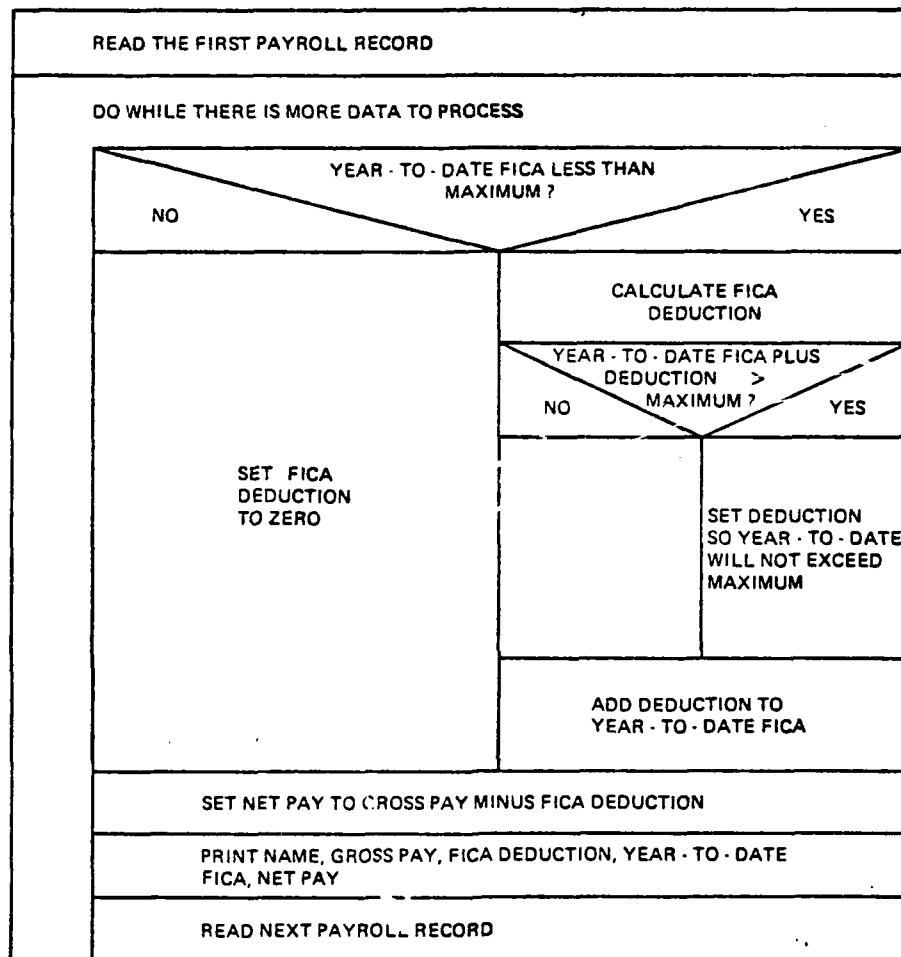 READ THE FIRST PAYROLL RECORD
DO WHILE THERE IS MORE DATA TO PROCESS
YEAR - TO - DATE FICA LESS THAN
MAXIMUM ?
NO
YES
CALCULATE FICA
DEDUCTION
YEAR - TO - DATE FICA PLUS
DEDUCTION >
MAXIMUM ?
NO
YES
SET FICA
DEDUCTION
TO ZERO
SET DEDUCTION
SO YEAR - TO - DATE
WILL NOT EXCEED
MAXIMUM
ADD DEDUCTION TO
YEAR - TO - DATE FICA
SET NET PAY TO GROSS PAY MINUS FICA DEDUCTION
PRINT NAME, GROSS PAY, FICA DEDUCTION, YEAR - TO - DATE
FICA, NET PAY
READ NEXT PAYROLL RECORD